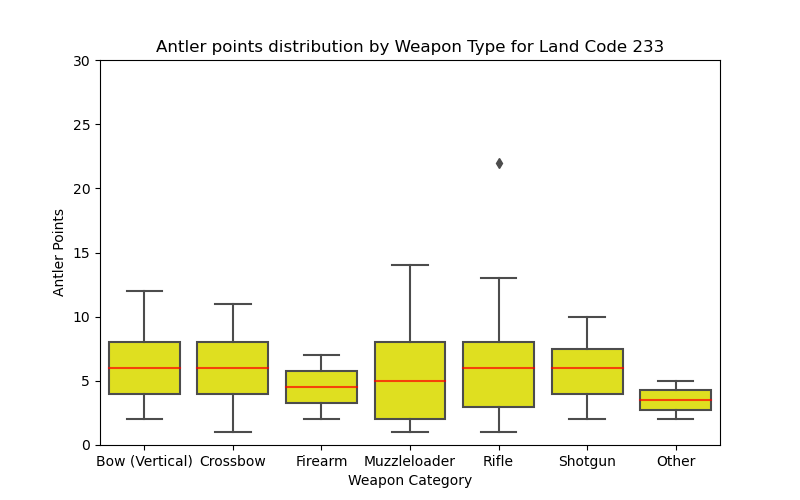 Antler points distribution by Weapon Type for Land Code 233
30
25
20
15
10
5
0
Antler Points
Bow (Vertical) Crossbow Firearm Muzzleloader Rifle Shotgun Other
Weapon Category